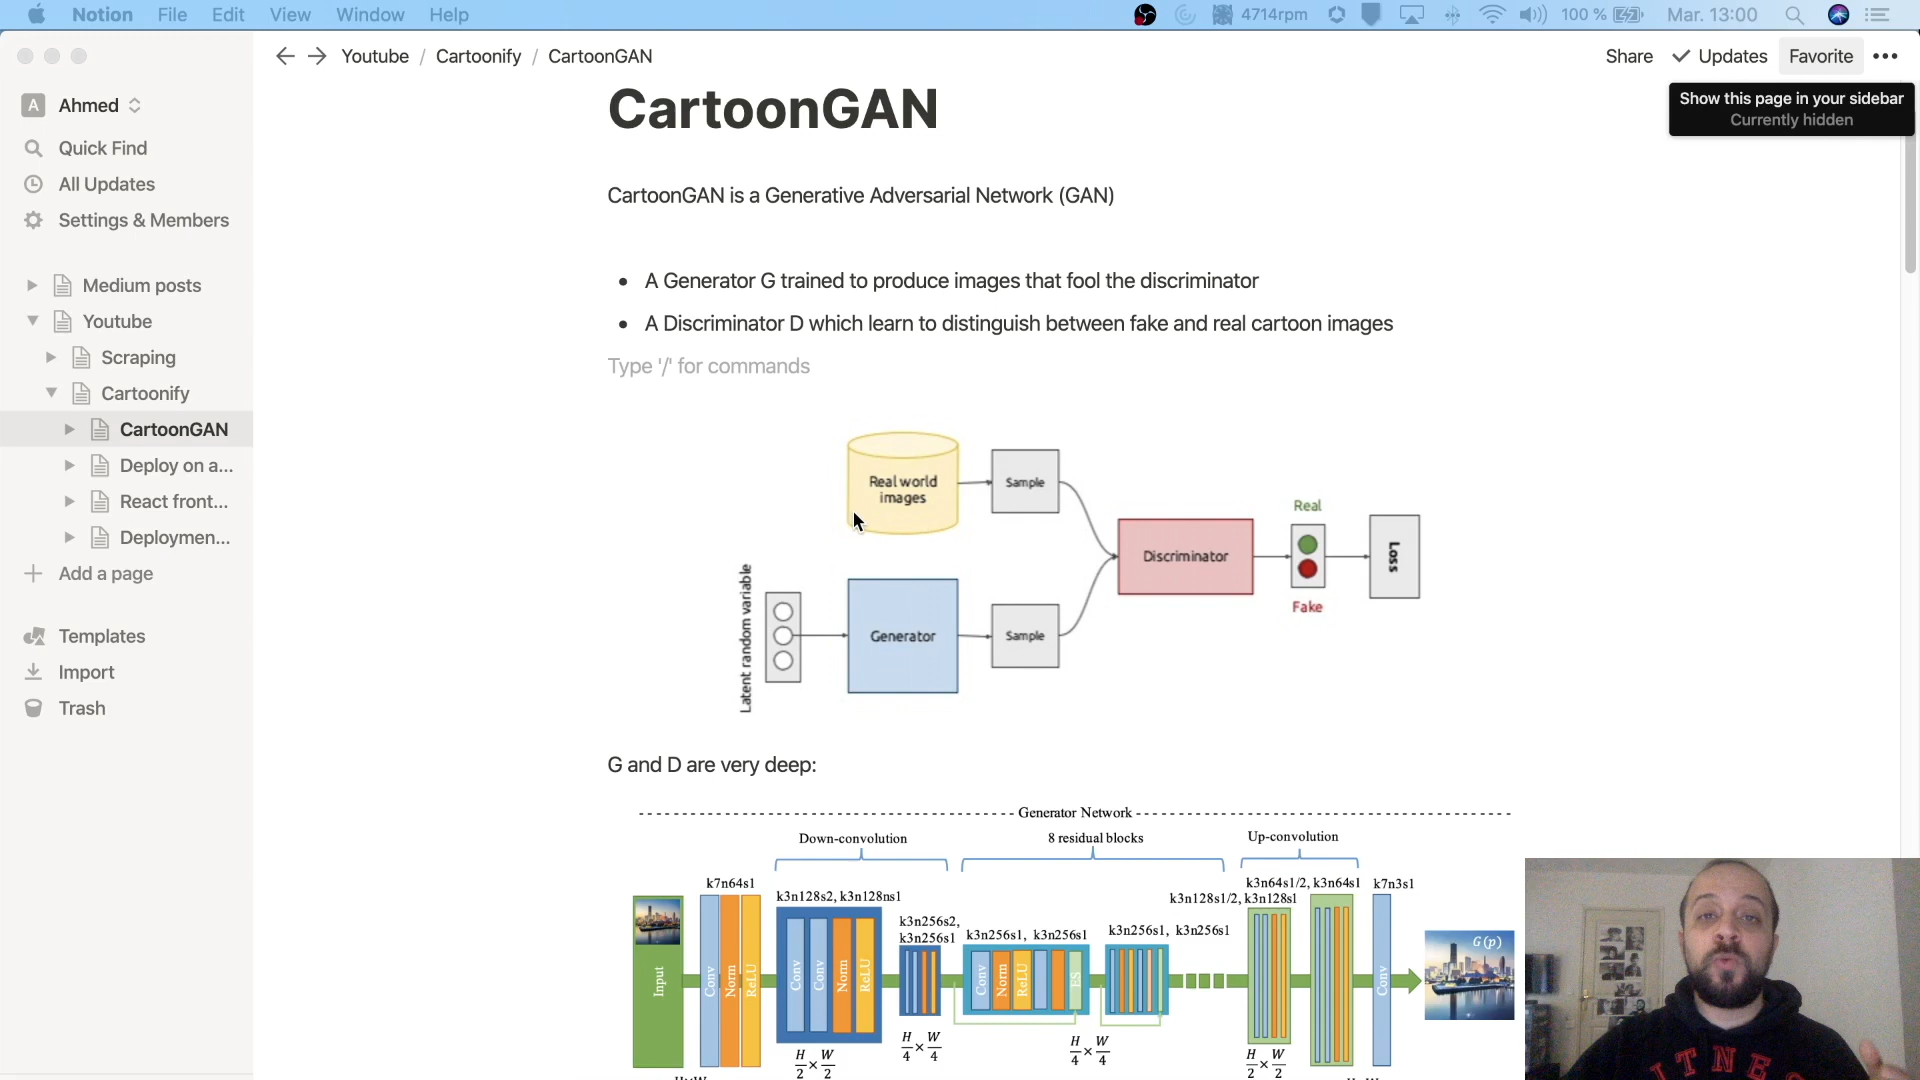 Notion File Edit View Window Help 4714rpm 100 % Mar. 13:00
Youtube / Cartoonify / CartoonGAN Share Updates Favorite
Show this page in your sidebar
Currently hidden
A Ahmed
Quick Find
All Updates
Settings & Members
Medium posts
Youtube
Scraping
Cartoonify
CartoonGAN
Deploy on a...
React front...
Deploymen...
Add a page
Templates
Import
Trash
CartoonGAN
CartoonGAN is a Generative Adversarial Network (GAN)
• A Generator G trained to produce images that fool the discriminator
• A Discriminator D which learn to distinguish between fake and real cartoon images
Type '/' for commands
Real world
images
Sample
Latent random variable
Generator
Sample
Discriminator
Real
Fake
Loss
G and D are very deep:
Generator Network
Down-convolution
8 residual blocks
Up-convolution
k7n64s1
k3n128s2, k3n128ns1
k3n256s2,
k3n256s1
k3n256s1, k3n256s1
k3n256s1, k3n256s1
k3n128s1/2, k3n128s1
k3n64s1/2, k3n64s1
k7n3s1
Input
Conv
Norm
ReLU
Conv
Conv
Norm
ReLU
Conv
Norm
ReLU
ES
Conv
G(p)
H/2 × W/2
H/4 × W/4
H/4 × W/4
H/2 × W/2